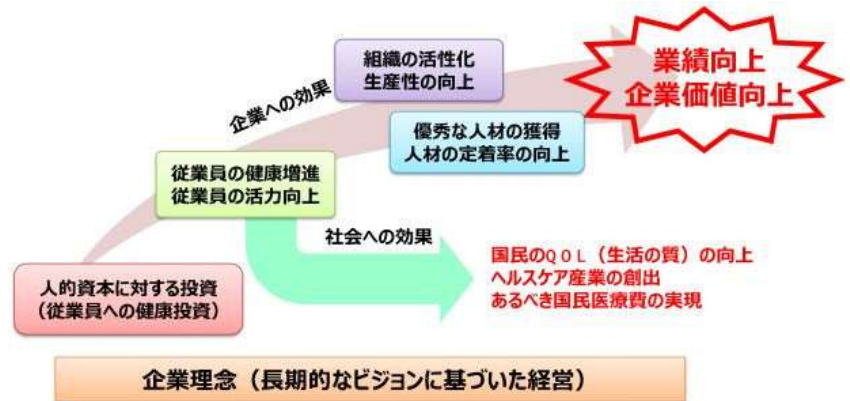 組織の活性化
生産性の向上
業績向上
企業価値向上
企業への効果
優秀な人材の獲得
人材の定着率の向上
従業員の健康増進
従業員の活力向上
社会への効果
国民のQOL（生活の質）の向上
ヘルスケア産業の創出
あるべき国民医療費の実現
人的資本に対する投資
（従業員への健康投資）
企業理念（長期的なビジョンに基づいた経営）